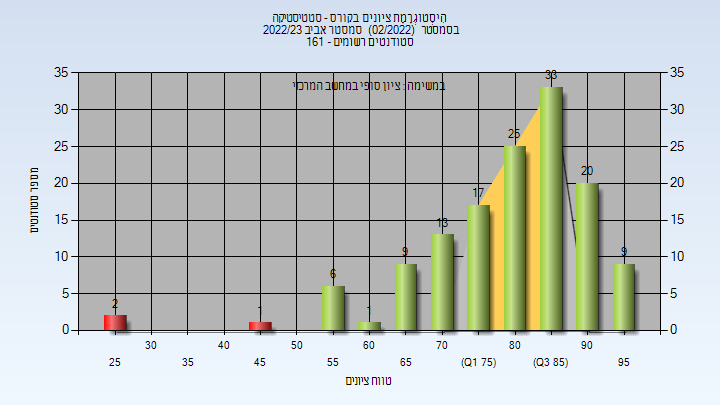 הִיסְטוֹגְרָמַת ציונים בקורס - סטטיסטיקה
בסמסטר (02/2022) סמסטר אביב 2022/23
סטודנטים רשומים - 161
במשימה : ציון סופי במחשב המרכזי
35 35
30 30
25 25
20 20
15 15
10 10
5 5
0 0
מספר סטודנטים
2 1 6 1 9 13 17 25 33 20 9
30 40 50 60 70 80 90
25 35 45 55 65 (Q1 75) (Q3 85) 95
טווח ציונים